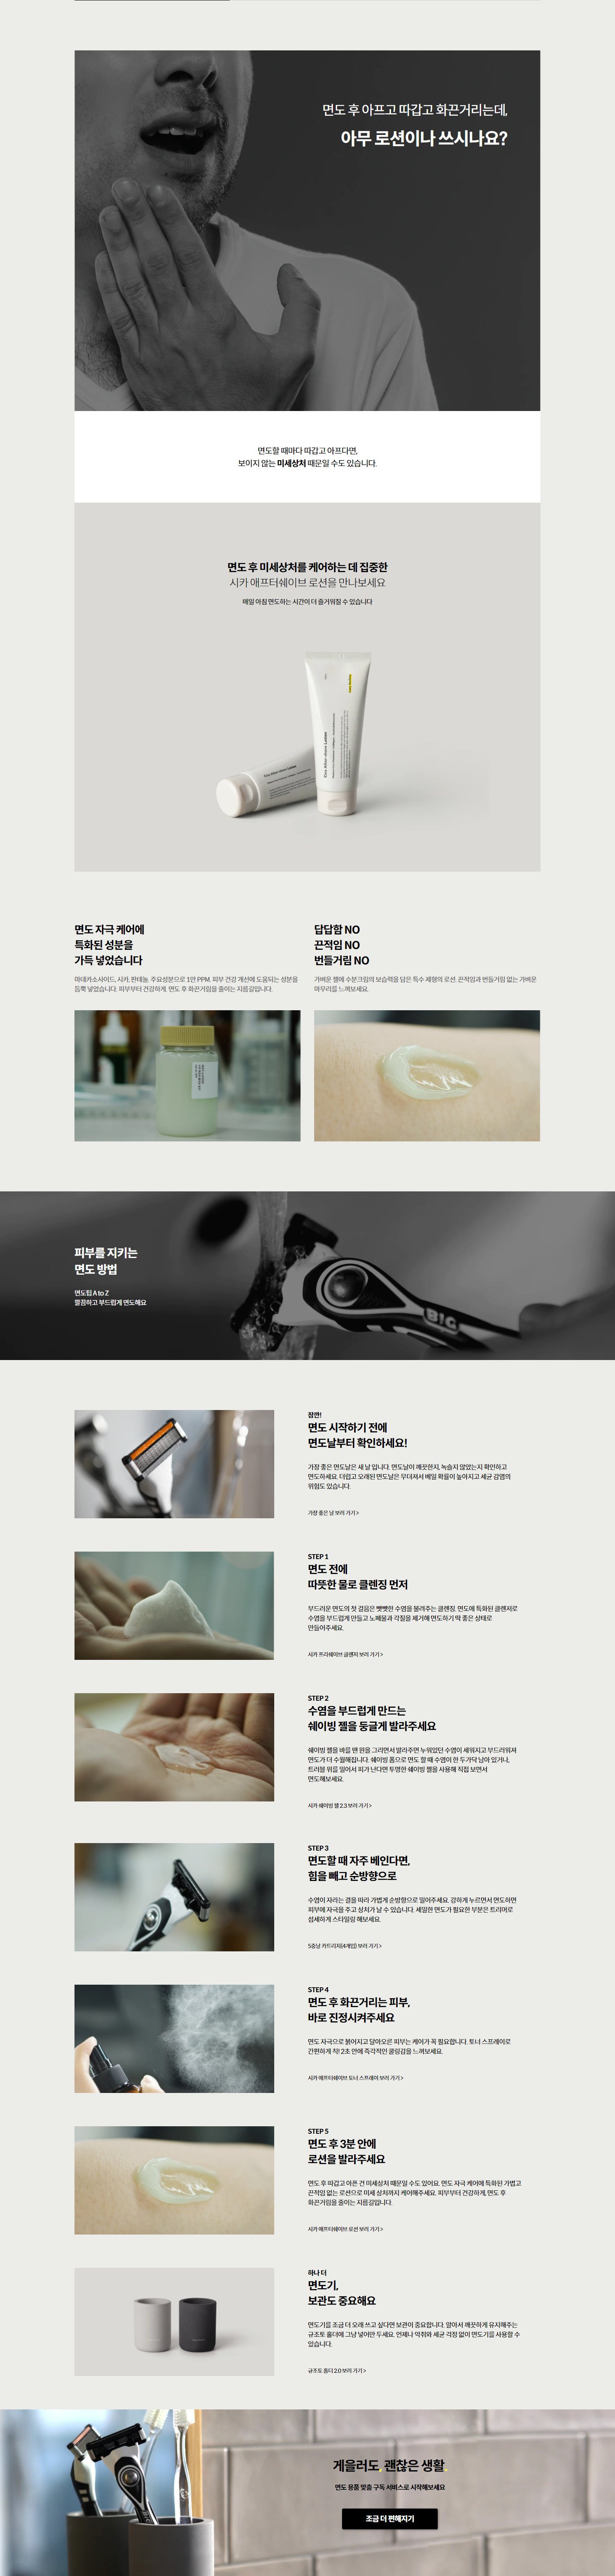 면도 후 아프고 따갑고 화끈거리는데,
아무 로션이나 쓰시나요?
면도할 때마다 따갑고 아프다면,
보이지 않는 미세상처 때문일 수도 있습니다.
면도 후 미세상처를 케어하는 데 집중한
시카 애프터쉐이브 로션을 만나보세요
매일 아침 면도하는 시간이 더 즐거워질 수 있습니다
Cica After-shave Lotion
Cica After-shave Lotion
면도 자극 케어에
특화된 성분을
가득 넣었습니다
마데카소사이드, 시카, 판테놀, 주요성분으로 1만 PPM. 피부 건강 개선에 도움되는 성분을
듬뿍 넣었습니다. 피부부터 건강하게. 면도 후 화끈거림을 줄이는 지름길입니다.
답답함 NO
끈적임 NO
번들거림 NO
가벼운 젤에 수분크림의 보습력을 담은 특수 제형의 로션. 끈적임과 번들거림 없는 가벼운
마무리를 느껴보세요.
피부를 지키는
면도 방법
면도팁 A to Z
깔끔하고 부드럽게 면도해요
BIG
잠깐!
면도 시작하기 전에
면도날부터 확인하세요!
가장 좋은 면도날은 새 날 입니다. 면도날이 깨끗한지, 녹슬지 않았는지 확인하고
면도하세요. 더럽고 오래된 면도날은 무뎌져서 베일 확률이 높아지고 세균 감염의
위험도 있습니다.
가장 좋은 날 보러 가기 >
STEP 1
면도 전에
따뜻한 물로 클렌징 먼저
부드러운 면도의 첫 걸음은 뻣뻣한 수염을 불려주는 클렌징. 면도에 특화된 클렌저로
수염을 부드럽게 만들고 노폐물과 각질을 제거해 면도하기 딱 좋은 상태로
만들어주세요.
시카 프리쉐이브 클렌저 보러 가기 >
STEP 2
수염을 부드럽게 만드는
쉐이빙 젤을 둥글게 발라주세요
쉐이빙 젤을 바를 땐 원을 그리면서 발라주면 누워있던 수염이 세워지고 부드러워져
면도가 더 수월해집니다. 쉐이빙 폼으로 면도 할 때 수염이 한 두가닥 남아 있거나,
트러블 위를 밀어서 피가 난다면 투명한 쉐이빙 젤을 사용해 직접 보면서
면도해보세요.
시카 쉐이빙 젤 2.3 보러 가기 >
STEP 3
면도할 때 자주 베인다면,
힘을 빼고 순방향으로
수염이 자라는 결을 따라 가볍게 순방향으로 밀어주세요. 강하게 누르면서 면도하면
피부에 자극을 주고 상처가 날 수 있습니다. 세밀한 면도가 필요한 부분은 트리머로
섬세하게 스타일링 해보세요.
5중날 카트리지(4개입) 보러 가기 >
STEP 4
면도 후 화끈거리는 피부,
바로 진정시켜주세요
면도 자극으로 붉어지고 달아오른 피부는 케어가 꼭 필요합니다. 토너 스프레이로
간편하게 칙! 2초 안에 즉각적인 쿨링감을 느껴보세요.
시카 애프터쉐이브 토너 스프레이 보러 가기 >
STEP 5
면도 후 3분 안에
로션을 발라주세요
면도 후 따갑고 아픈 건 미세상처 때문일 수도 있어요. 면도 자극 케어에 특화된 가볍고
끈적임 없는 로션으로 미세 상처까지 케어해주세요. 피부부터 건강하게, 면도 후
화끈거림을 줄이는 지름길입니다.
시카 애프터쉐이브 로션 보러 가기 >
하나 더
면도기,
보관도 중요해요
면도기를 조금 더 오래 쓰고 싶다면 보관이 중요합니다. 알아서 깨끗하게 유지해주는
규조토 홀더에 그냥 넣어만 두세요. 언제나 악취와 세균 걱정 없이 면도기를 사용할 수
있습니다.
규조토 홀더 2.0 보러 가기 >
게을러도, 괜찮은 생활.
면도 용품 맞춤 구독 서비스로 시작해보세요
조금 더 편해지기